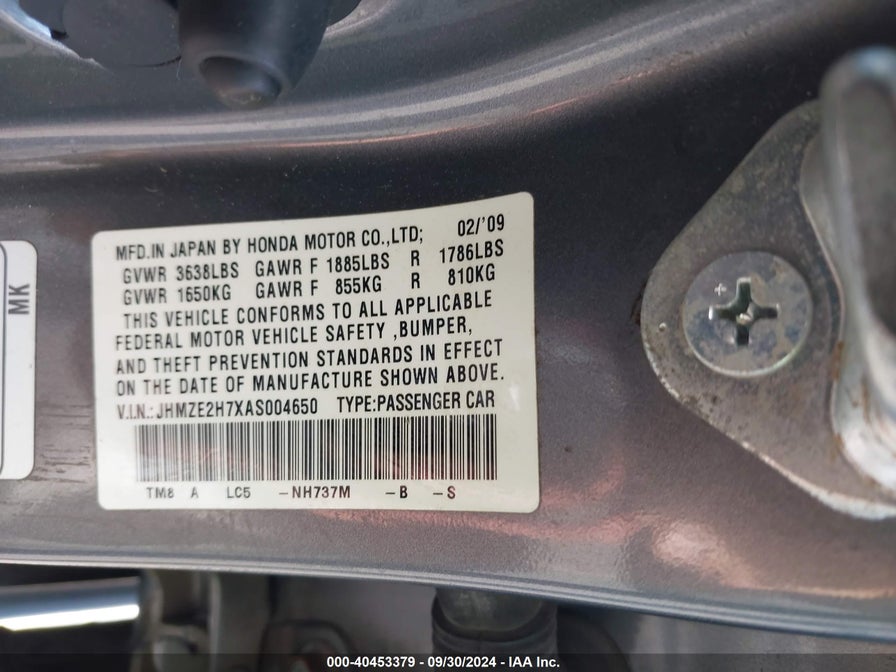 MFD.IN JAPAN BY HONDA MOTOR CO.,LTD; 02/'09
GVWR 3638LBS GAWR F 1885LBS R 1786LBS
GVWR 1650KG GAWR F 855KG R 810KG
THIS VEHICLE CONFORMS TO ALL APPLICABLE
FEDERAL MOTOR VEHICLE SAFETY ,BUMPER,
AND THEFT PREVENTION STANDARDS IN EFFECT
ON THE DATE OF MANUFACTURE SHOWN ABOVE.
V.I.N.:JHMZE2H7XAS004650 TYPE:PASSENGER CAR
TM8 A LC5 -NH737M -B -S
MK
000-40453379 - 09/30/2024 - IAA Inc.